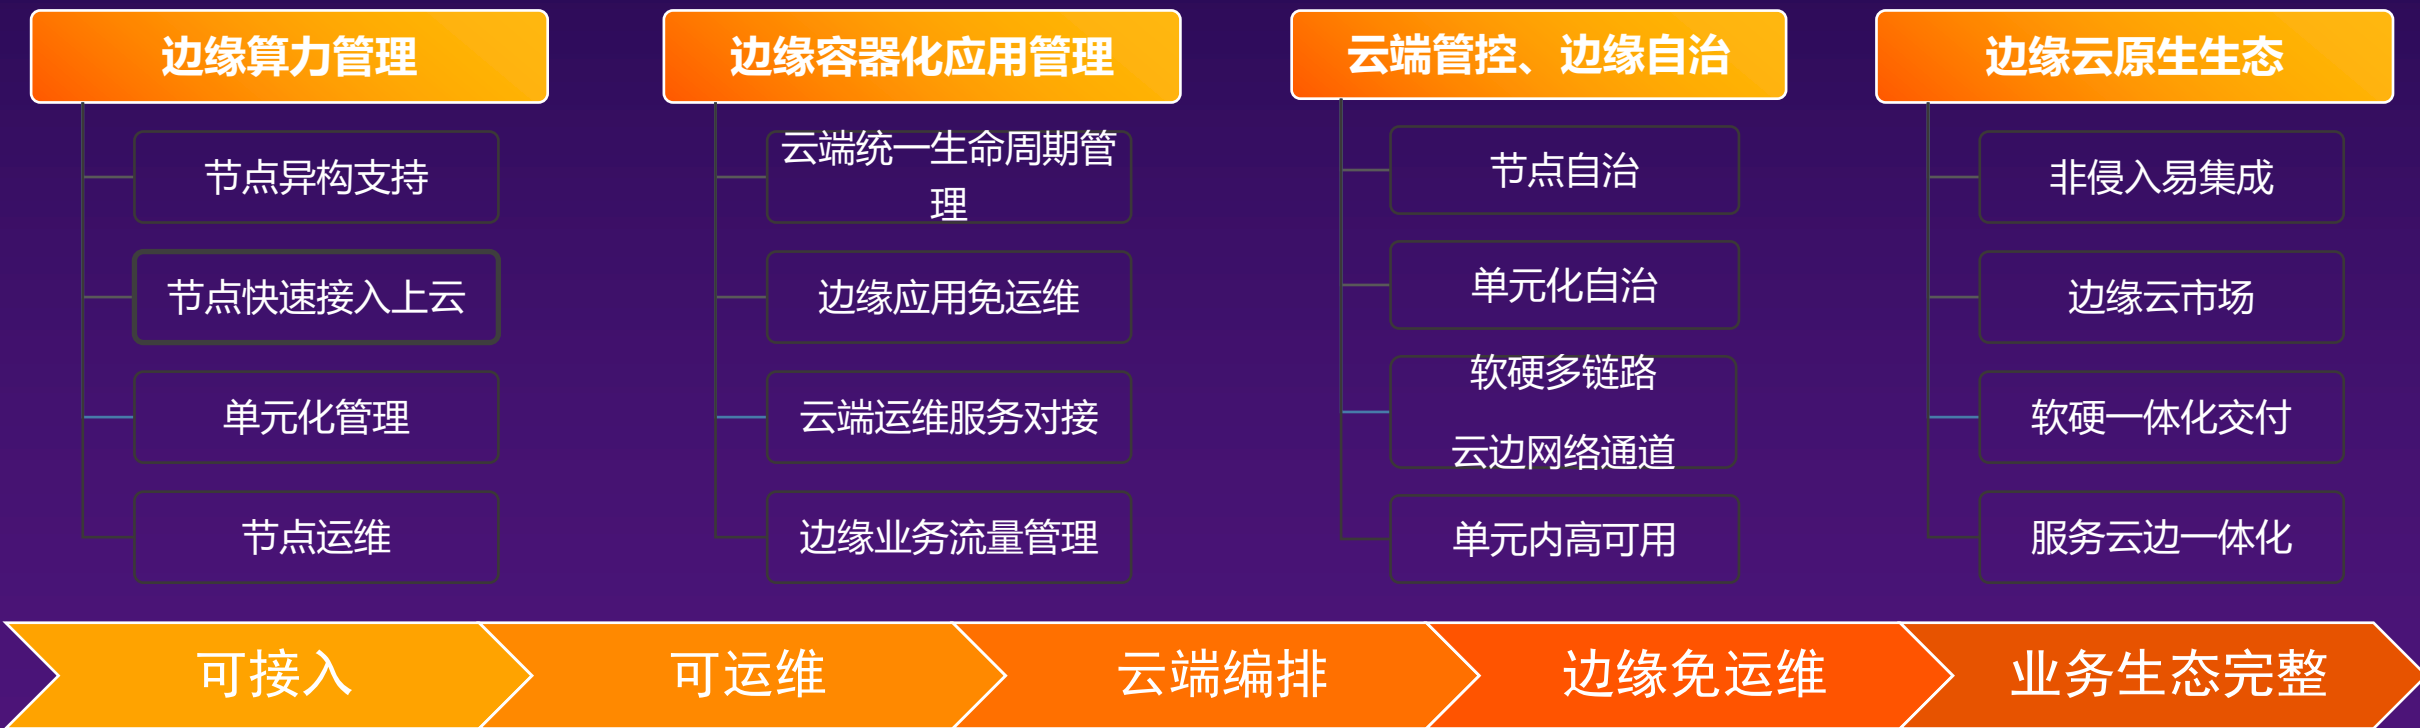 边缘算力管理
节点异构支持
节点快速接入上云
单元化管理
节点运维
边缘容器化应用管理
云端统一生命周期管
理
边缘应用免运维
云端运维服务对接
边缘业务流量管理
云端管控、边缘自治
节点自治
单元化自治
软硬多链路
云边网络通道
单元内高可用
边缘云原生生态
非侵入易集成
边缘云市场
软硬一体化交付
服务云边一体化
可接入
可运维
云端编排
边缘免运维
业务生态完整